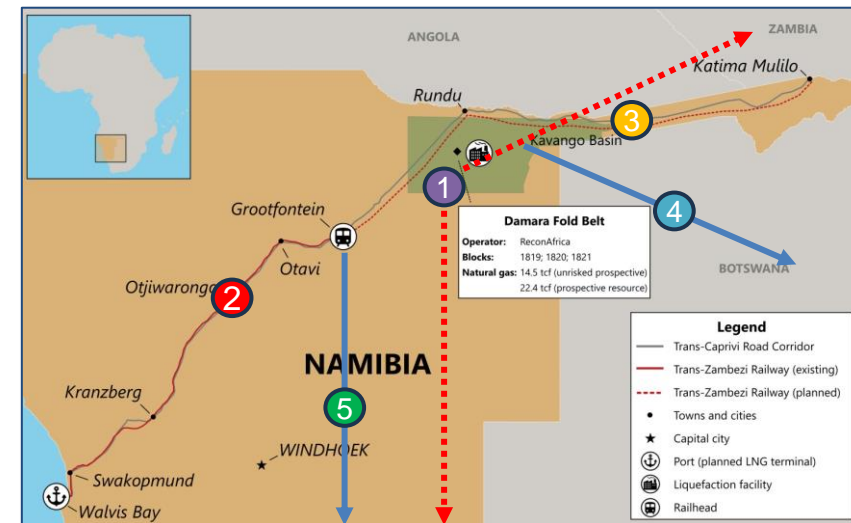 ANGOLA
ZAMBIA
Katima Mulilo
Rundu
3
Kavango Basin
1
Grootfontein
4
Damara Fold Belt
Operator: ReconAfrica
Blocks: 1819; 1820; 1821
Natural gas: 14.5 tcf (unrisked prospective)
22.4 tcf (prospective resource)
Otavi
BOTSWANA
Otjiwarongo
2
NAMIBIA
Kranzberg
5
WINDHOEK
Swakopmund
Walvis Bay
Legend
Trans-Caprivi Road Corridor
Trans-Zambezi Railway (existing)
Trans-Zambezi Railway (planned)
Towns and cities
Capital city
Port (planned LNG terminal)
Liquefaction facility
Railhead